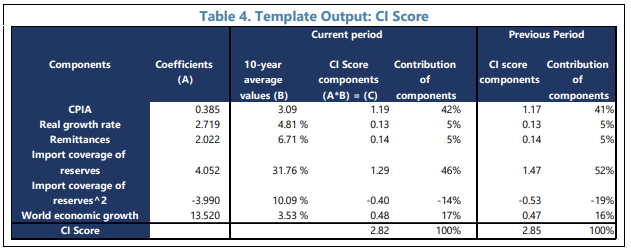 Table 4. Template Output: CI Score
Current period Previous Period
Components Coefficients 10-year CI Score Contribution CI score Contribution
(A) average components of components of
values (B) (A*B) = (C) components components
CPIA 0.385 3.09 1.19 42% 1.17 41%
Real growth rate 2.719 4.81 % 0.13 5% 0.13 5%
Remittances 2.022 6.71 % 0.14 5% 0.14 5%
Import coverage of
reserves 4.052 31.76 % 1.29 46% 1.47 52%
Import coverage of
reserves^2 -3.990 10.09 % -0.40 -14% -0.53 -19%
World economic growth 13.520 3.53 % 0.48 17% 0.47 16%
CI Score 2.82 100% 2.85 100%